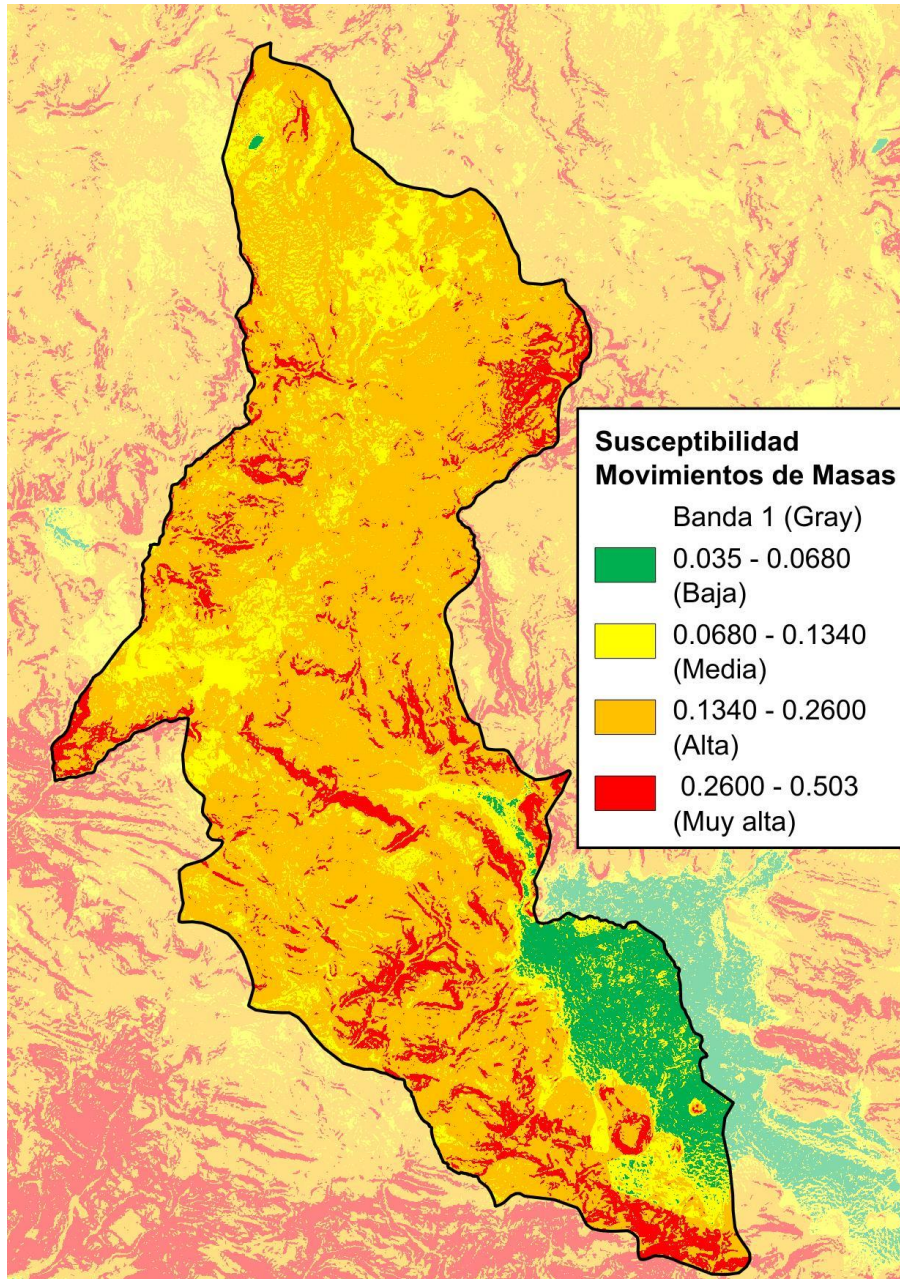 Susceptibilidad
Movimientos de Masas
Banda 1 (Gray)
0.035 - 0.0680
(Baja)
0.0680 - 0.1340
(Media)
0.1340 - 0.2600
(Alta)
0.2600 - 0.503
(Muy alta)